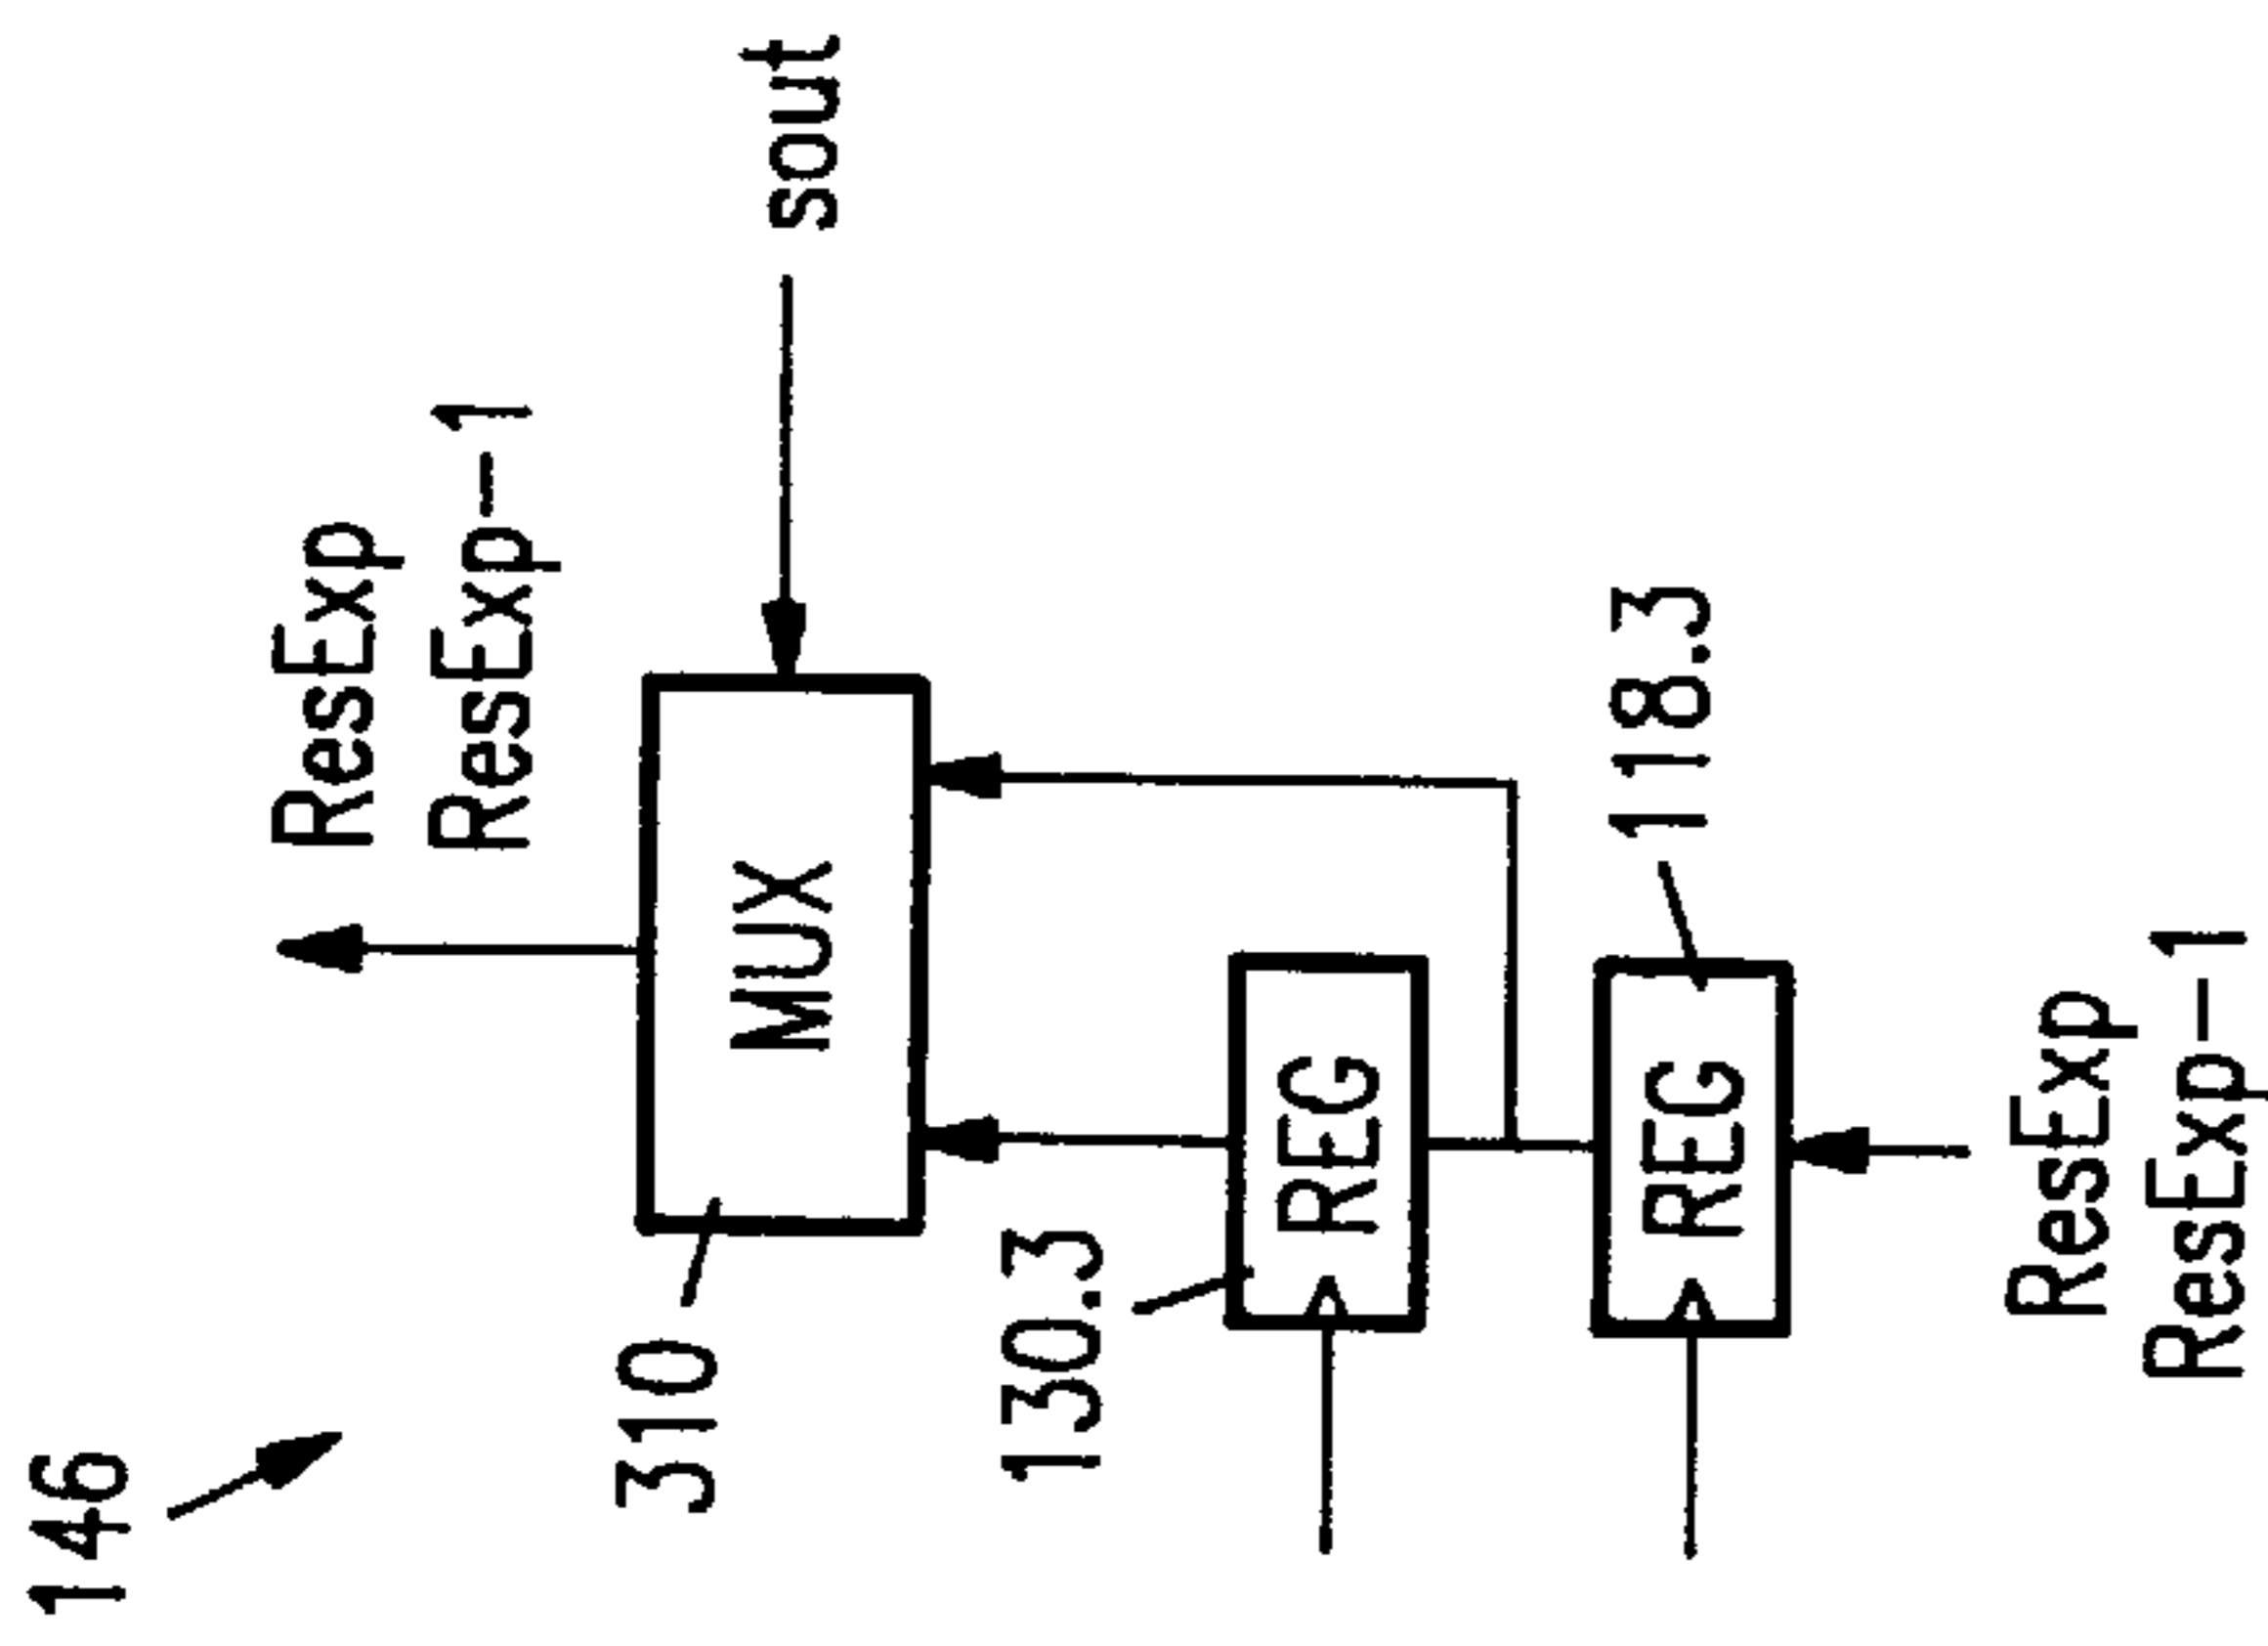 146
ResExp
ResExp-1
310
MUX
sout
130.3
REG
118.3
REG
ResExp
ResExp-1